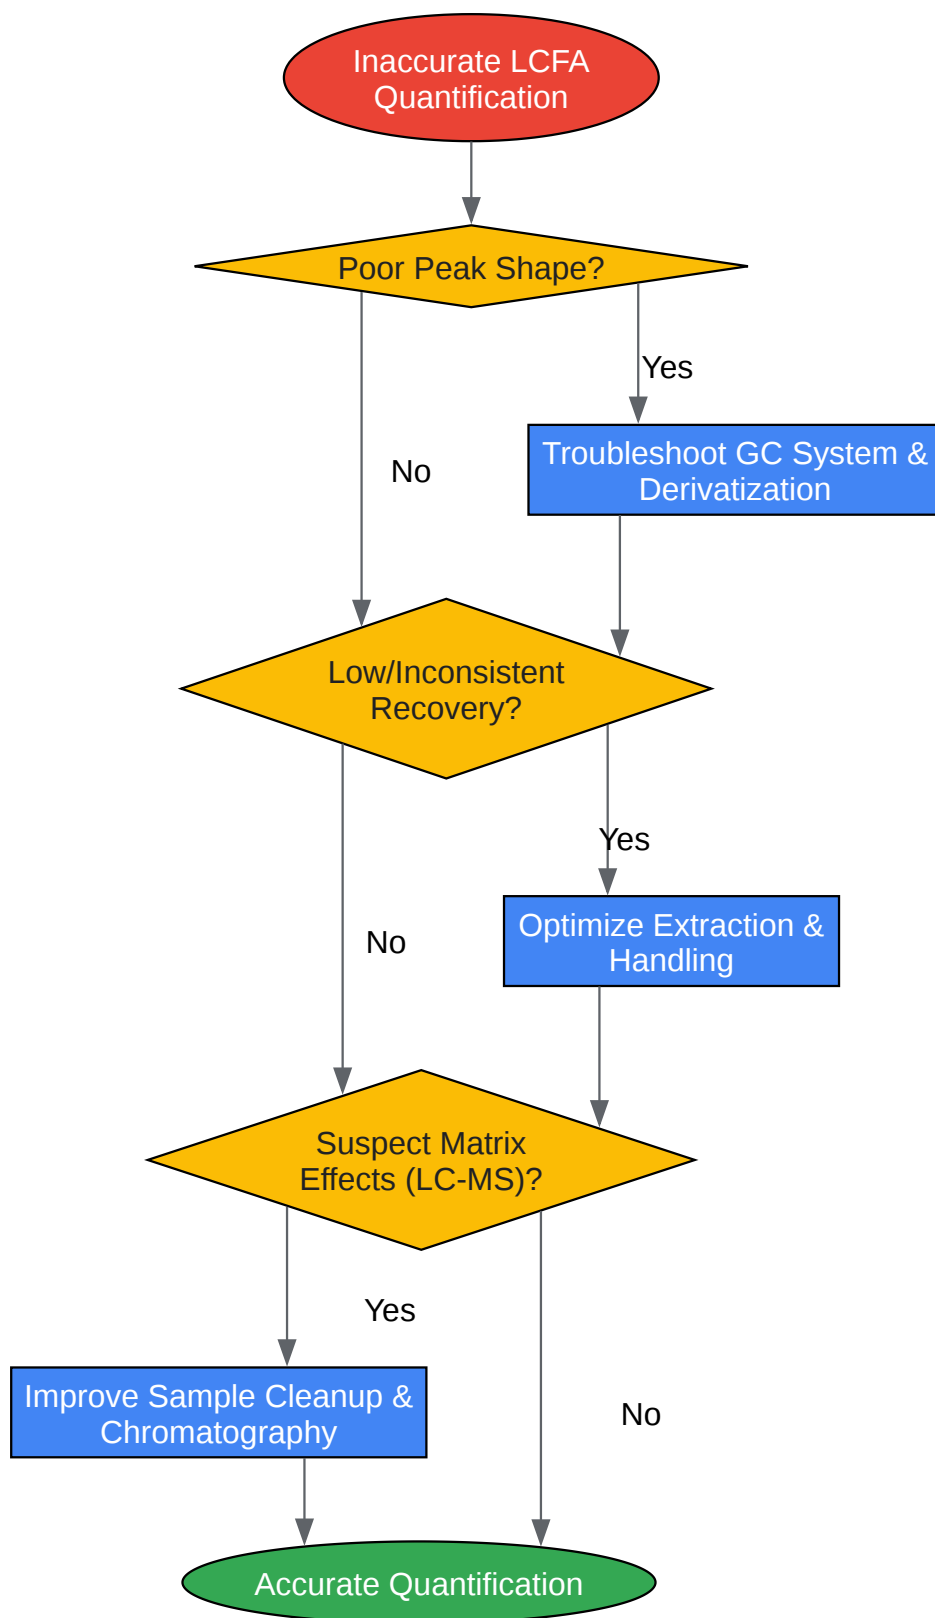 Inaccurate LCFA
Quantification
Poor Peak Shape?
Yes
Troubleshoot GC System &
Derivatization
No
Low/Inconsistent
Recovery?
Yes
Optimize Extraction &
Handling
No
Suspect Matrix
Effects (LC-MS)?
Yes
Improve Sample Cleanup &
Chromatography
No
Accurate Quantification